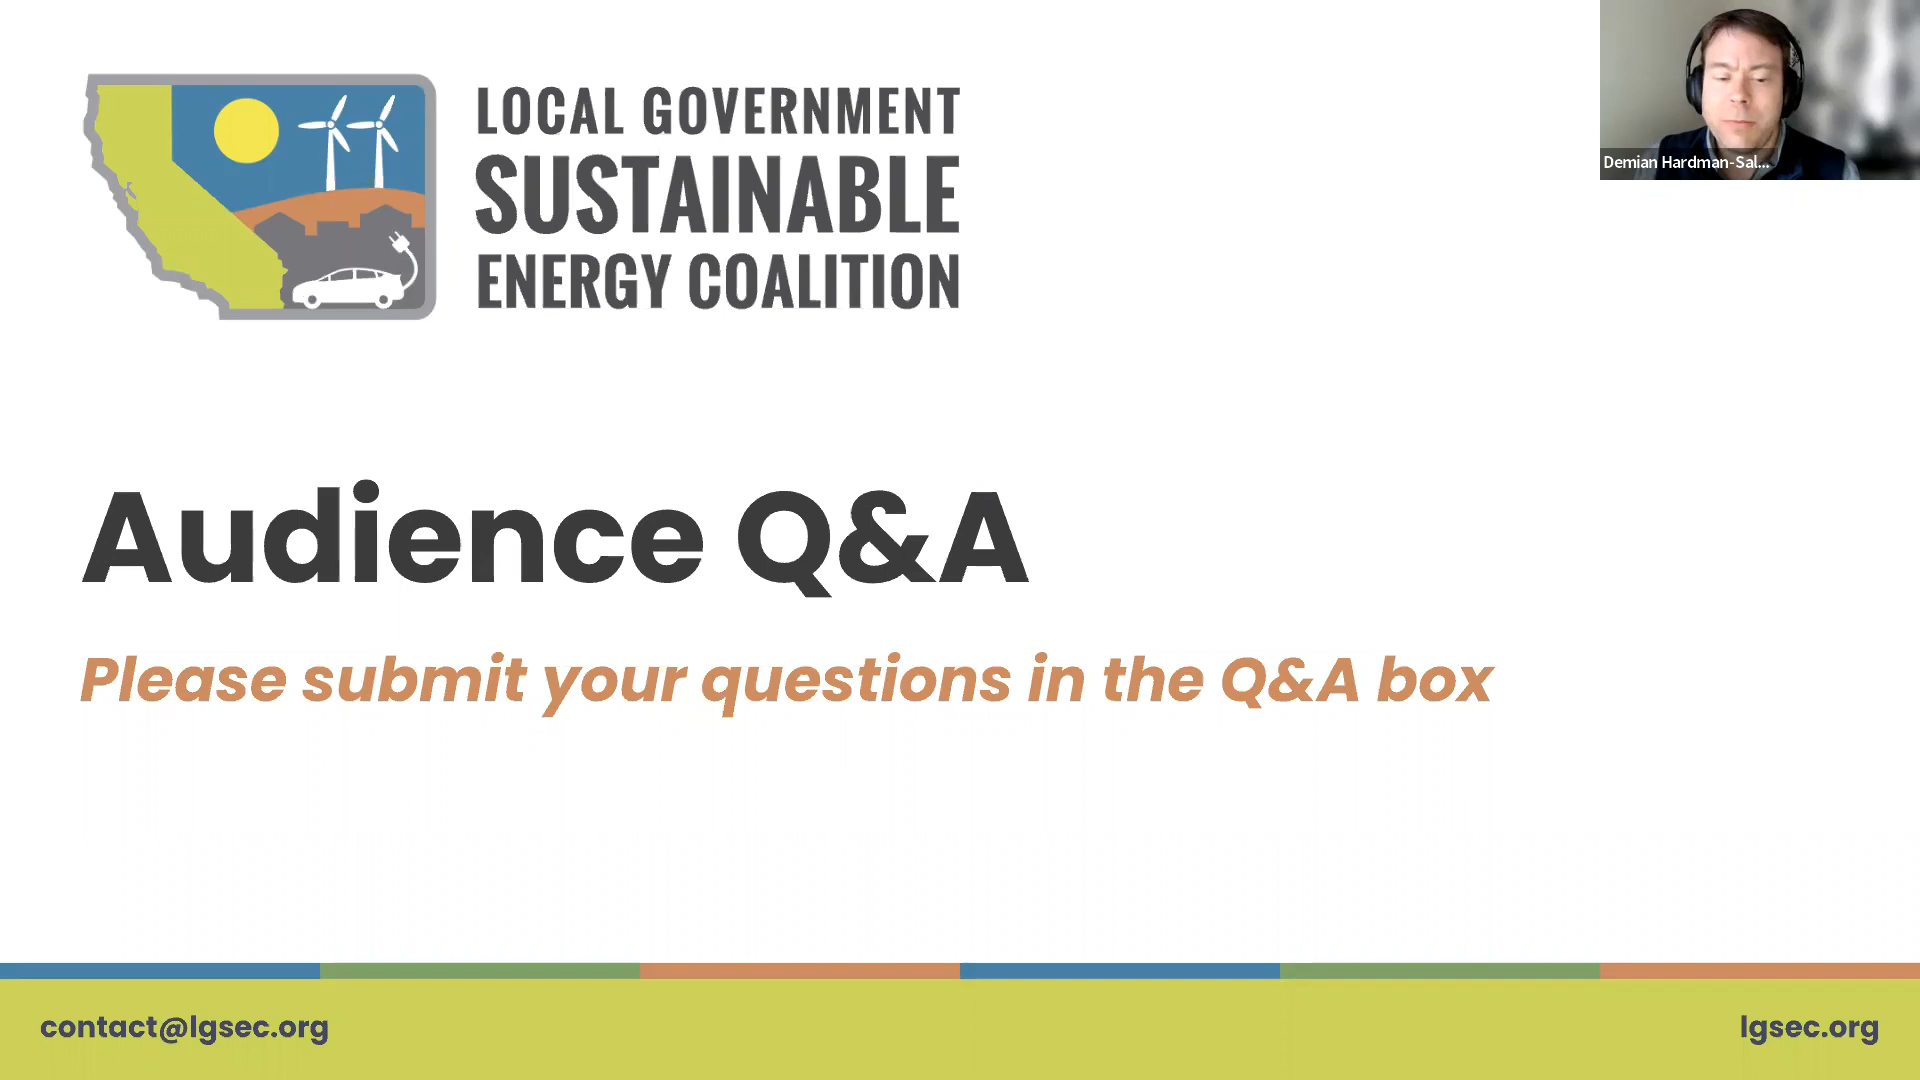 LOCAL GOVERNMENT
SUSTAINABLE
ENERGY COALITION
Demian Hardman-Sal...
Audience Q&A
Please submit your questions in the Q&A box
contact@lgsec.org
lgsec.org